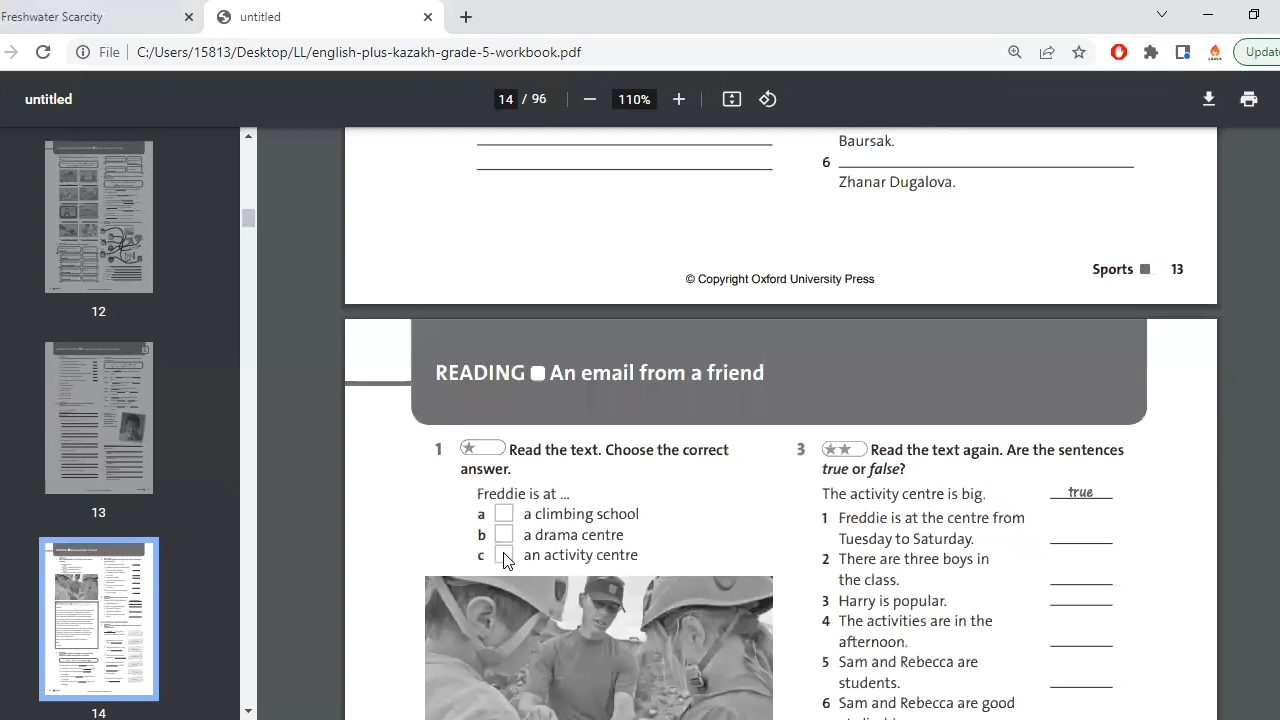 Freshwater Scarcity
untitled
File
C:/Users/15813/Desktop/LL/english-plus-kazakh-grade-5-workbook.pdf
Update
untitled
14 / 96
110%
12
13
14
Baursak.
6
Zhanar Dugalova.
© Copyright Oxford University Press
Sports 13
READING An email from a friend
1 Read the text. Choose the correct
answer.
Freddie is at ...
a a climbing school
b a drama centre
c an activity centre
3 Read the text again. Are the sentences
true or false?
The activity centre is big. true
1 Freddie is at the centre from
Tuesday to Saturday.
2 There are three boys in
the class.
3 Harry is popular.
4 The activities are in the
afternoon.
5 Sam and Rebecca are
students.
6 Sam and Rebecca are good